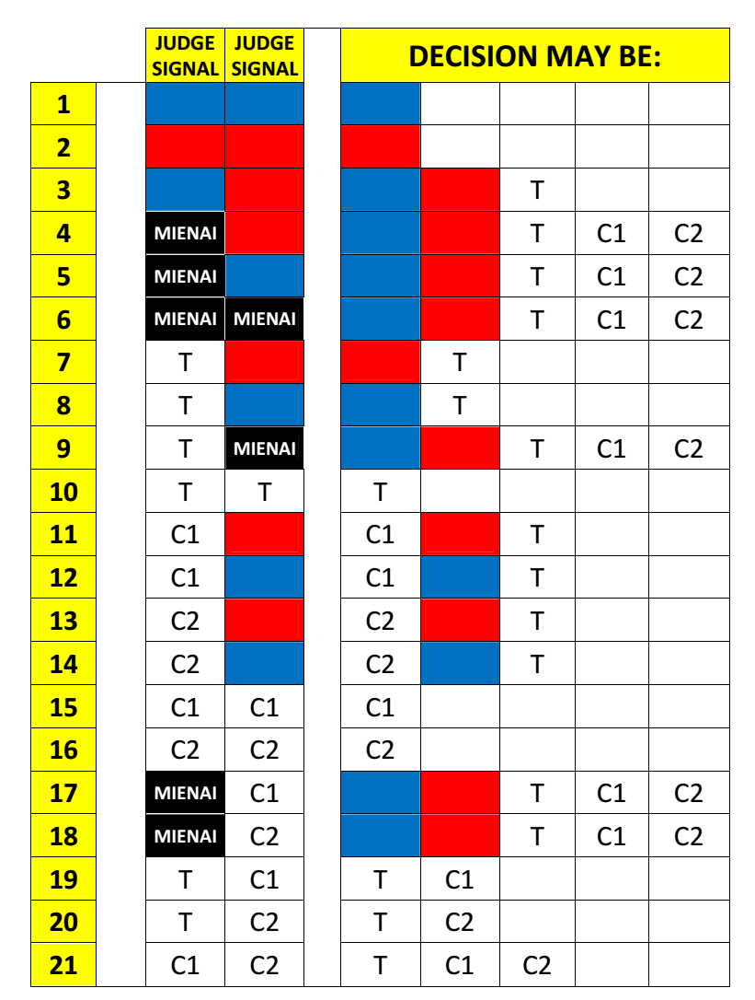 JUDGE SIGNAL JUDGE SIGNAL DECISION MAY BE:
1
2
3 T
4 MIENAI T C1 C2
5 MIENAI T C1 C2
6 MIENAI MIENAI T C1 C2
7 T T
8 T T
9 T MIENAI T C1 C2
10 T T T
11 C1 C1 T
12 C1 C1 T
13 C2 C2 T
14 C2 C2 T
15 C1 C1 C1
16 C2 C2 C2
17 MIENAI C1 T C1 C2
18 MIENAI C2 T C1 C2
19 T C1 T C1
20 T C2 T C2
21 C1 C2 T C1 C2